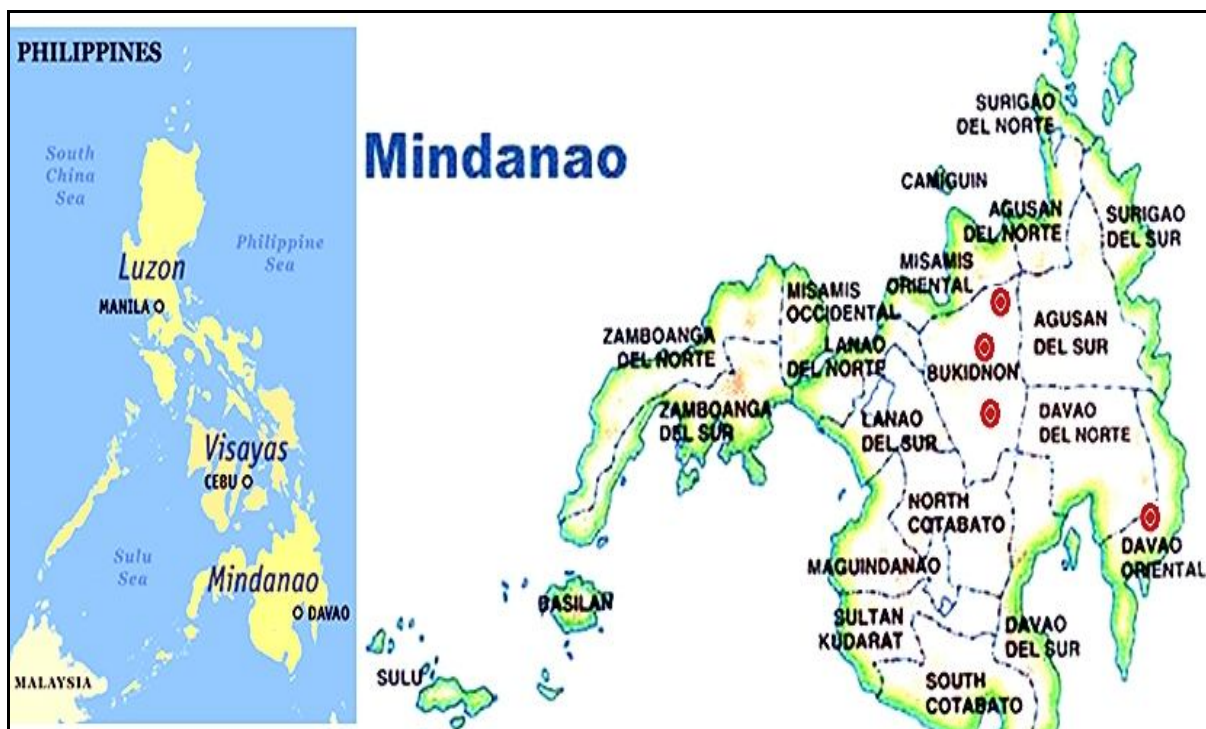 PHILIPPINES
South
China
Sea
Philippine
Sea
Luzon
MANILA
Visayas
CEBU
Sulu
Sea
Mindanao
DAVAO
MALAYSIA
Mindanao
SURIGAO
DEL NORTE
CAMIGUIN
AGUSAN
DEL NORTE
SURIGAO
DEL SUR
MISAMIS
ORIENTAL
MISAMIS
OCCIDENTAL
ZAMBOANGA
DEL NORTE
LANAO
DEL NORTE
BUKIDNON
AGUSAN
DEL SUR
ZAMBOANGA
DEL SUR
LANAO
DEL SUR
DAVAO
DEL NORTE
NORTH
COTABATO
DAVAO
ORIENTAL
MAGUINDANAO
BASILAN
SULTAN
KUDARAT
DAVAO
DEL SUR
SULU
SOUTH
COTABATO